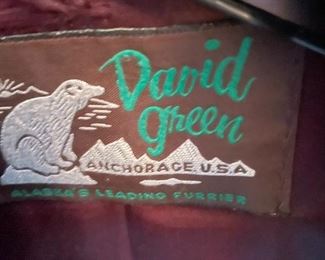 David
green
ANCHORAGE U.S.A
ALASKA'S LEADING FURRIER